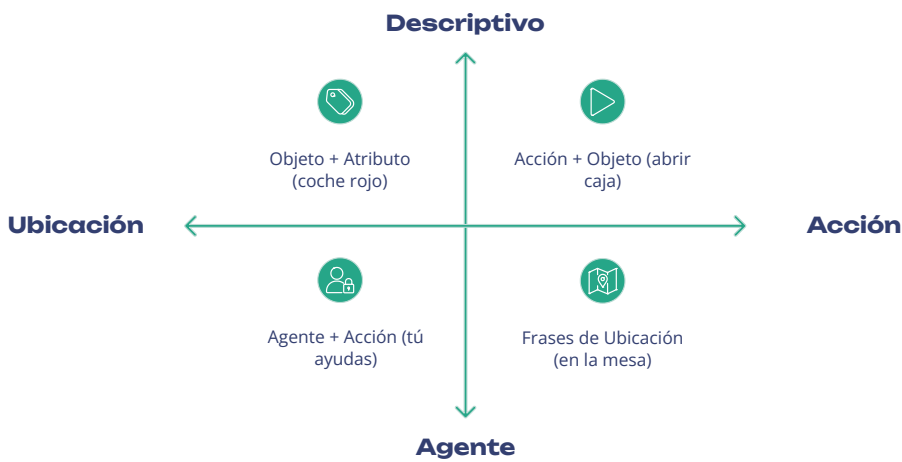 Descriptivo
Objeto + Atributo
(coche rojo)
Acción + Objeto (abrir
caja)
Ubicación
Acción
Agente + Acción (tú
ayudas)
Frases de Ubicación
(en la mesa)
Agente